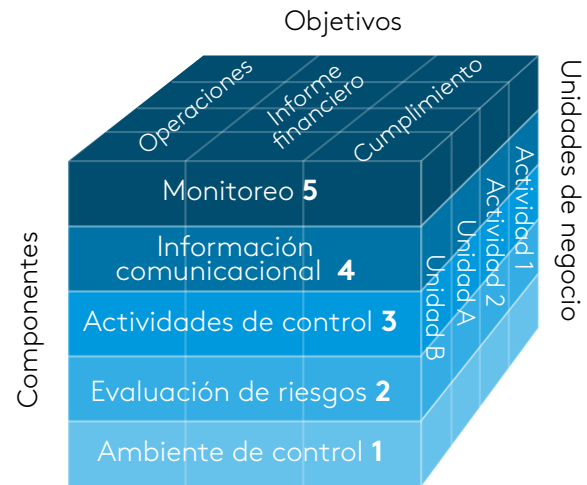 Objetivos
Operaciones
Informe
financiero
Cumplimiento
Unidades de negocio
Componentes
Monitoreo 5
Información
comunicacional 4
Actividades de control 3
Evaluación de riesgos 2
Ambiente de control 1
Unidad B
Unidad A
Actividad 2
Actividad 1